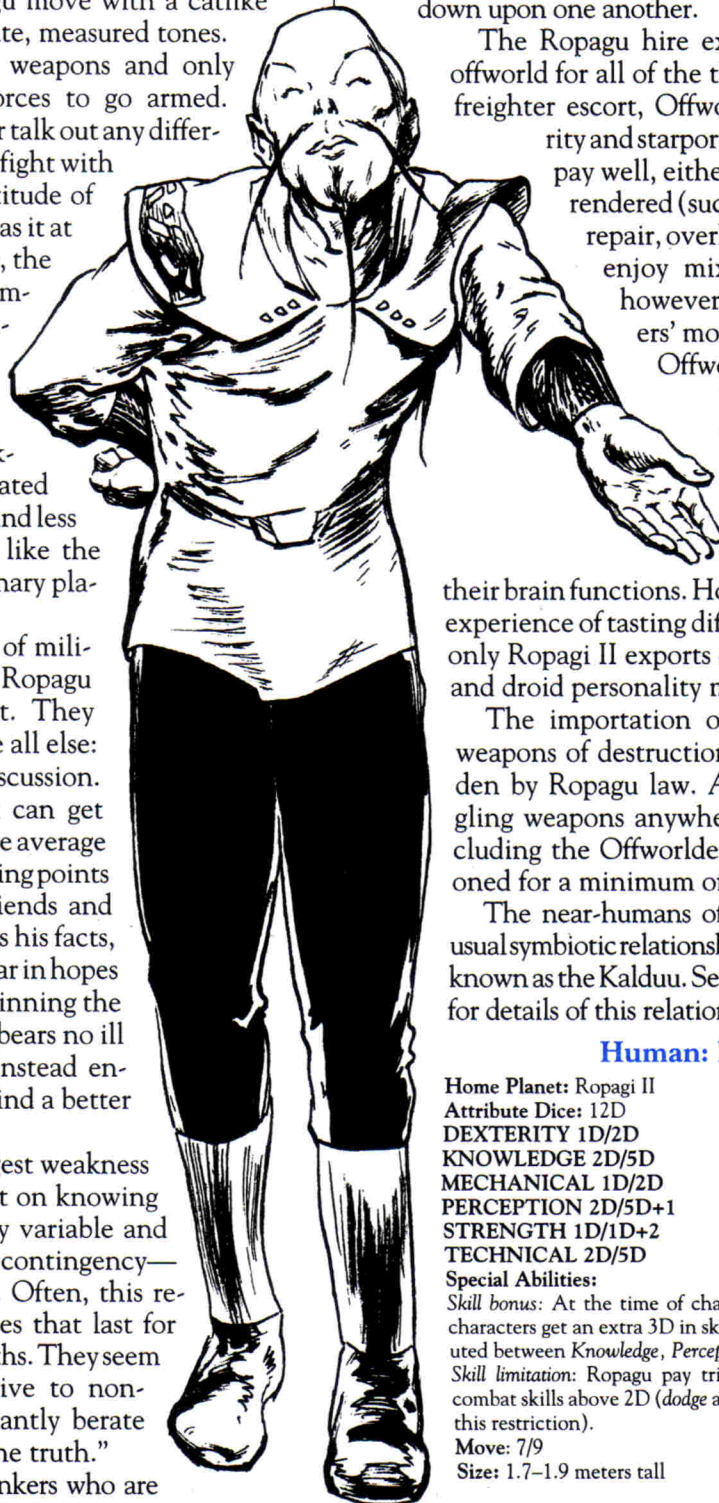 gu move with a catlike
te, measured tones.
weapons and only
orces to go armed.
r talk out any differ-
fight with
titude of
as it at
, the
m-
-
k-
ated
nd less
like the
nary pla-
of mili-
Ropagu
t. They
e all else:
scussion.
can get
e average
ing points
iends and
s his facts,
ar in hopes
inning the
bears no ill
nstead en-
ind a better
gest weakness
t on knowing
y variable and
contingency—
Often, this re-
es that last for
hs. They seem
ive to non-
antly berate
ne truth.”
nkers who are
down upon one another.
The Ropagu hire ex
offworld for all of the t
freighter escort, Offwo
rity and starpor
pay well, eithe
rendered (suc
repair, overl
enjoy mix
however
ers' mo
Offwo
their brain functions. Ho
experience of tasting dif
only Ropagi II exports
and droid personality m
The importation o
weapons of destruction
den by Ropagu law. A
gling weapons anywhe
cluding the Offworlde
oned for a minimum of
The near-humans of
usual symbiotic relationsh
known as the Kalduu. Se
for details of this relation
Human:
Home Planet: Ropagi II
Attribute Dice: 12D
DEXTERITY 1D/2D
KNOWLEDGE 2D/5D
MECHANICAL 1D/2D
PERCEPTION 2D/5D+1
STRENGTH 1D/1D+2
TECHNICAL 2D/5D
Special Abilities:
Skill bonus: At the time of cha
characters get an extra 3D in sk
uted between Knowledge, Percep
Skill limitation: Ropagu pay tri
combat skills above 2D (dodge a
this restriction).
Move: 7/9
Size: 1.7–1.9 meters tall